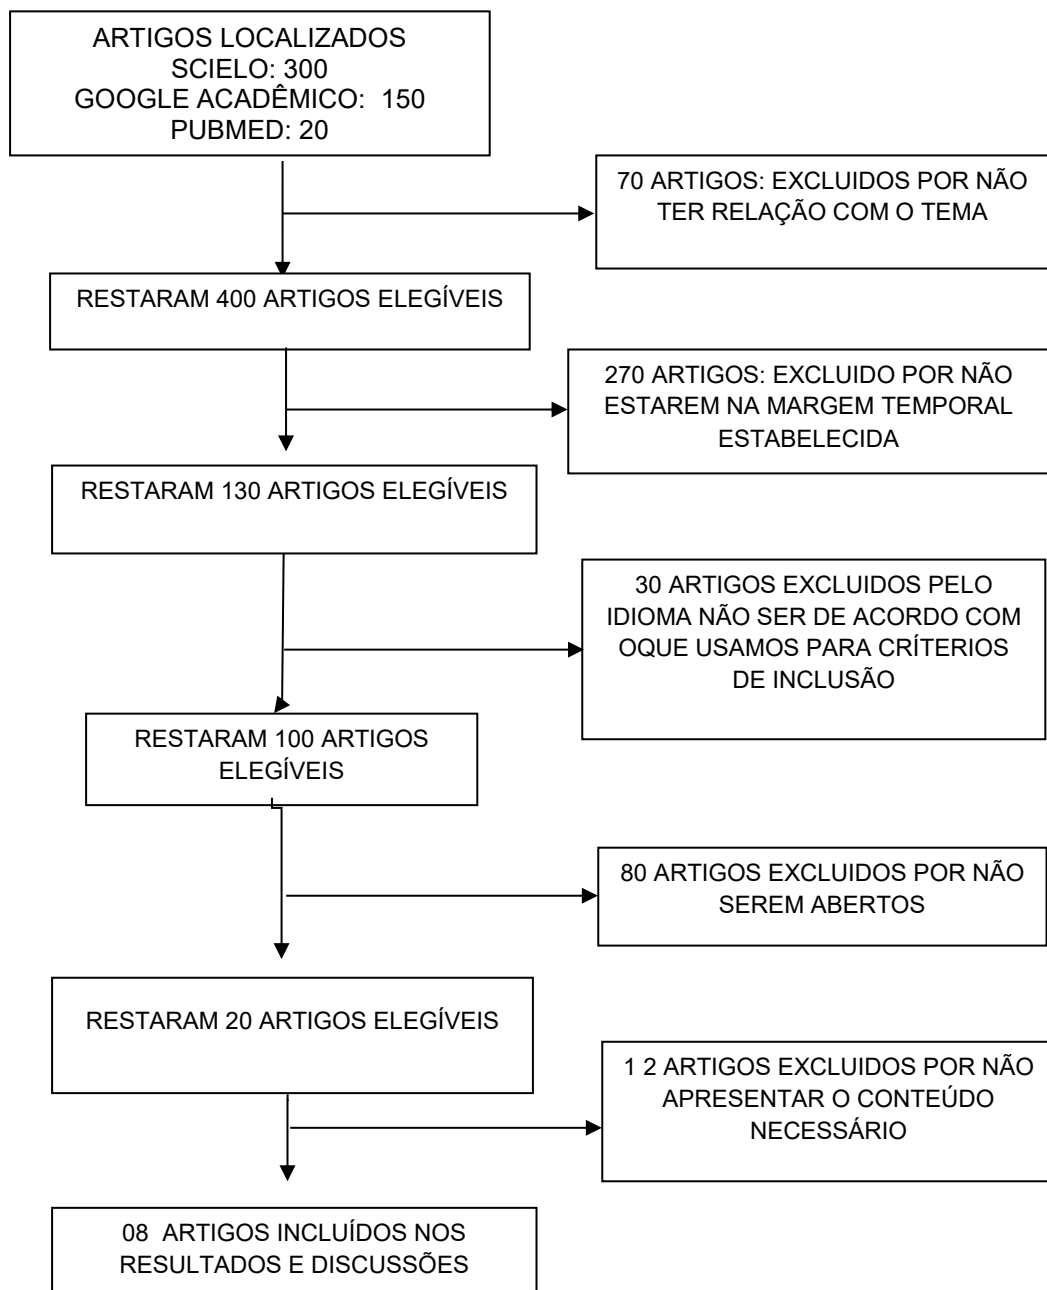 ARTIGOS LOCALIZADOS
SCIELO: 300
GOOGLE ACADÊMICO:  150
PUBMED: 20
70 ARTIGOS: EXCLUIDOS POR NÃO
TER RELAÇÃO COM O TEMA
RESTARAM 400 ARTIGOS ELEGÍVEIS
270 ARTIGOS: EXCLUIDO POR NÃO
ESTAREM NA MARGEM TEMPORAL
ESTABELECIDA
RESTARAM 130 ARTIGOS ELEGÍVEIS
30 ARTIGOS EXCLUIDOS PELO
IDIOMA NÃO SER DE ACORDO COM
OQUE USAMOS PARA CRÍTERIOS
DE INCLUSÃO
RESTARAM 100 ARTIGOS
ELEGÍVEIS
80 ARTIGOS EXCLUIDOS POR NÃO
SEREM ABERTOS
RESTARAM 20 ARTIGOS ELEGÍVEIS
1 2 ARTIGOS EXCLUIDOS POR NÃO
APRESENTAR O CONTEÚDO
NECESSÁRIO
08  ARTIGOS INCLUÍDOS NOS
RESULTADOS E DISCUSSÕES